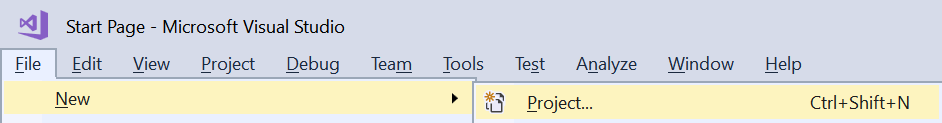 Start Page - Microsoft Visual Studio
File Edit View Project Debug Team Tools Test Analyze Window Help
New
Project... Ctrl+Shift+N